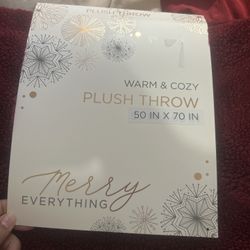 PLUSH THROW
WARM & COZY
PLUSH THROW
50 IN X 70 IN
Merry
EVERYTHING